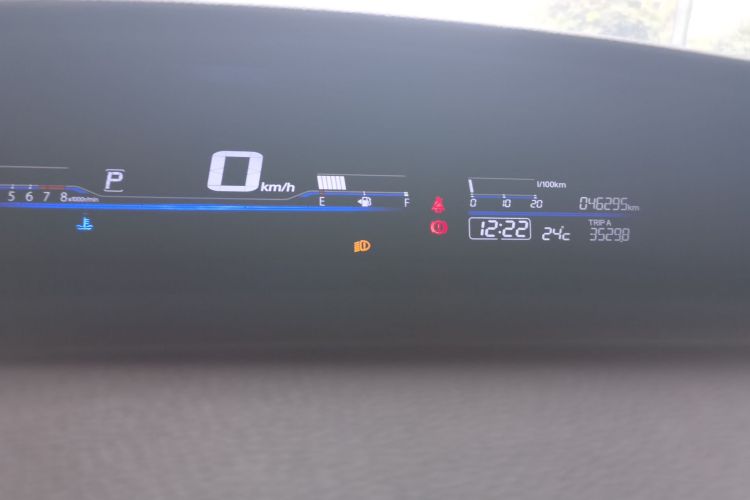 P
0 km/h
5 6 7 8 x1000r/min
E F
l/100km
0 10 20
046295km
12:22 24°c
TRIP A
3529.8